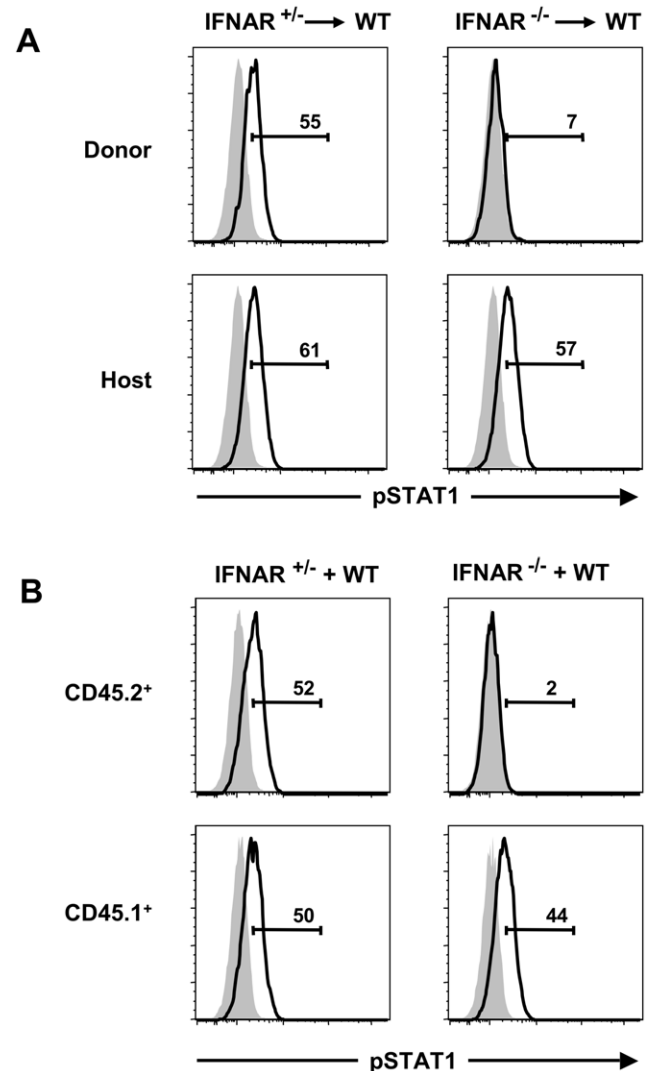 A
IFNAR +/- → WT
IFNAR -/- → WT
Donor
55
7
Host
61
57
pSTAT1
B
IFNAR +/- + WT
IFNAR -/- + WT
CD45.2+
52
2
CD45.1+
50
44
pSTAT1